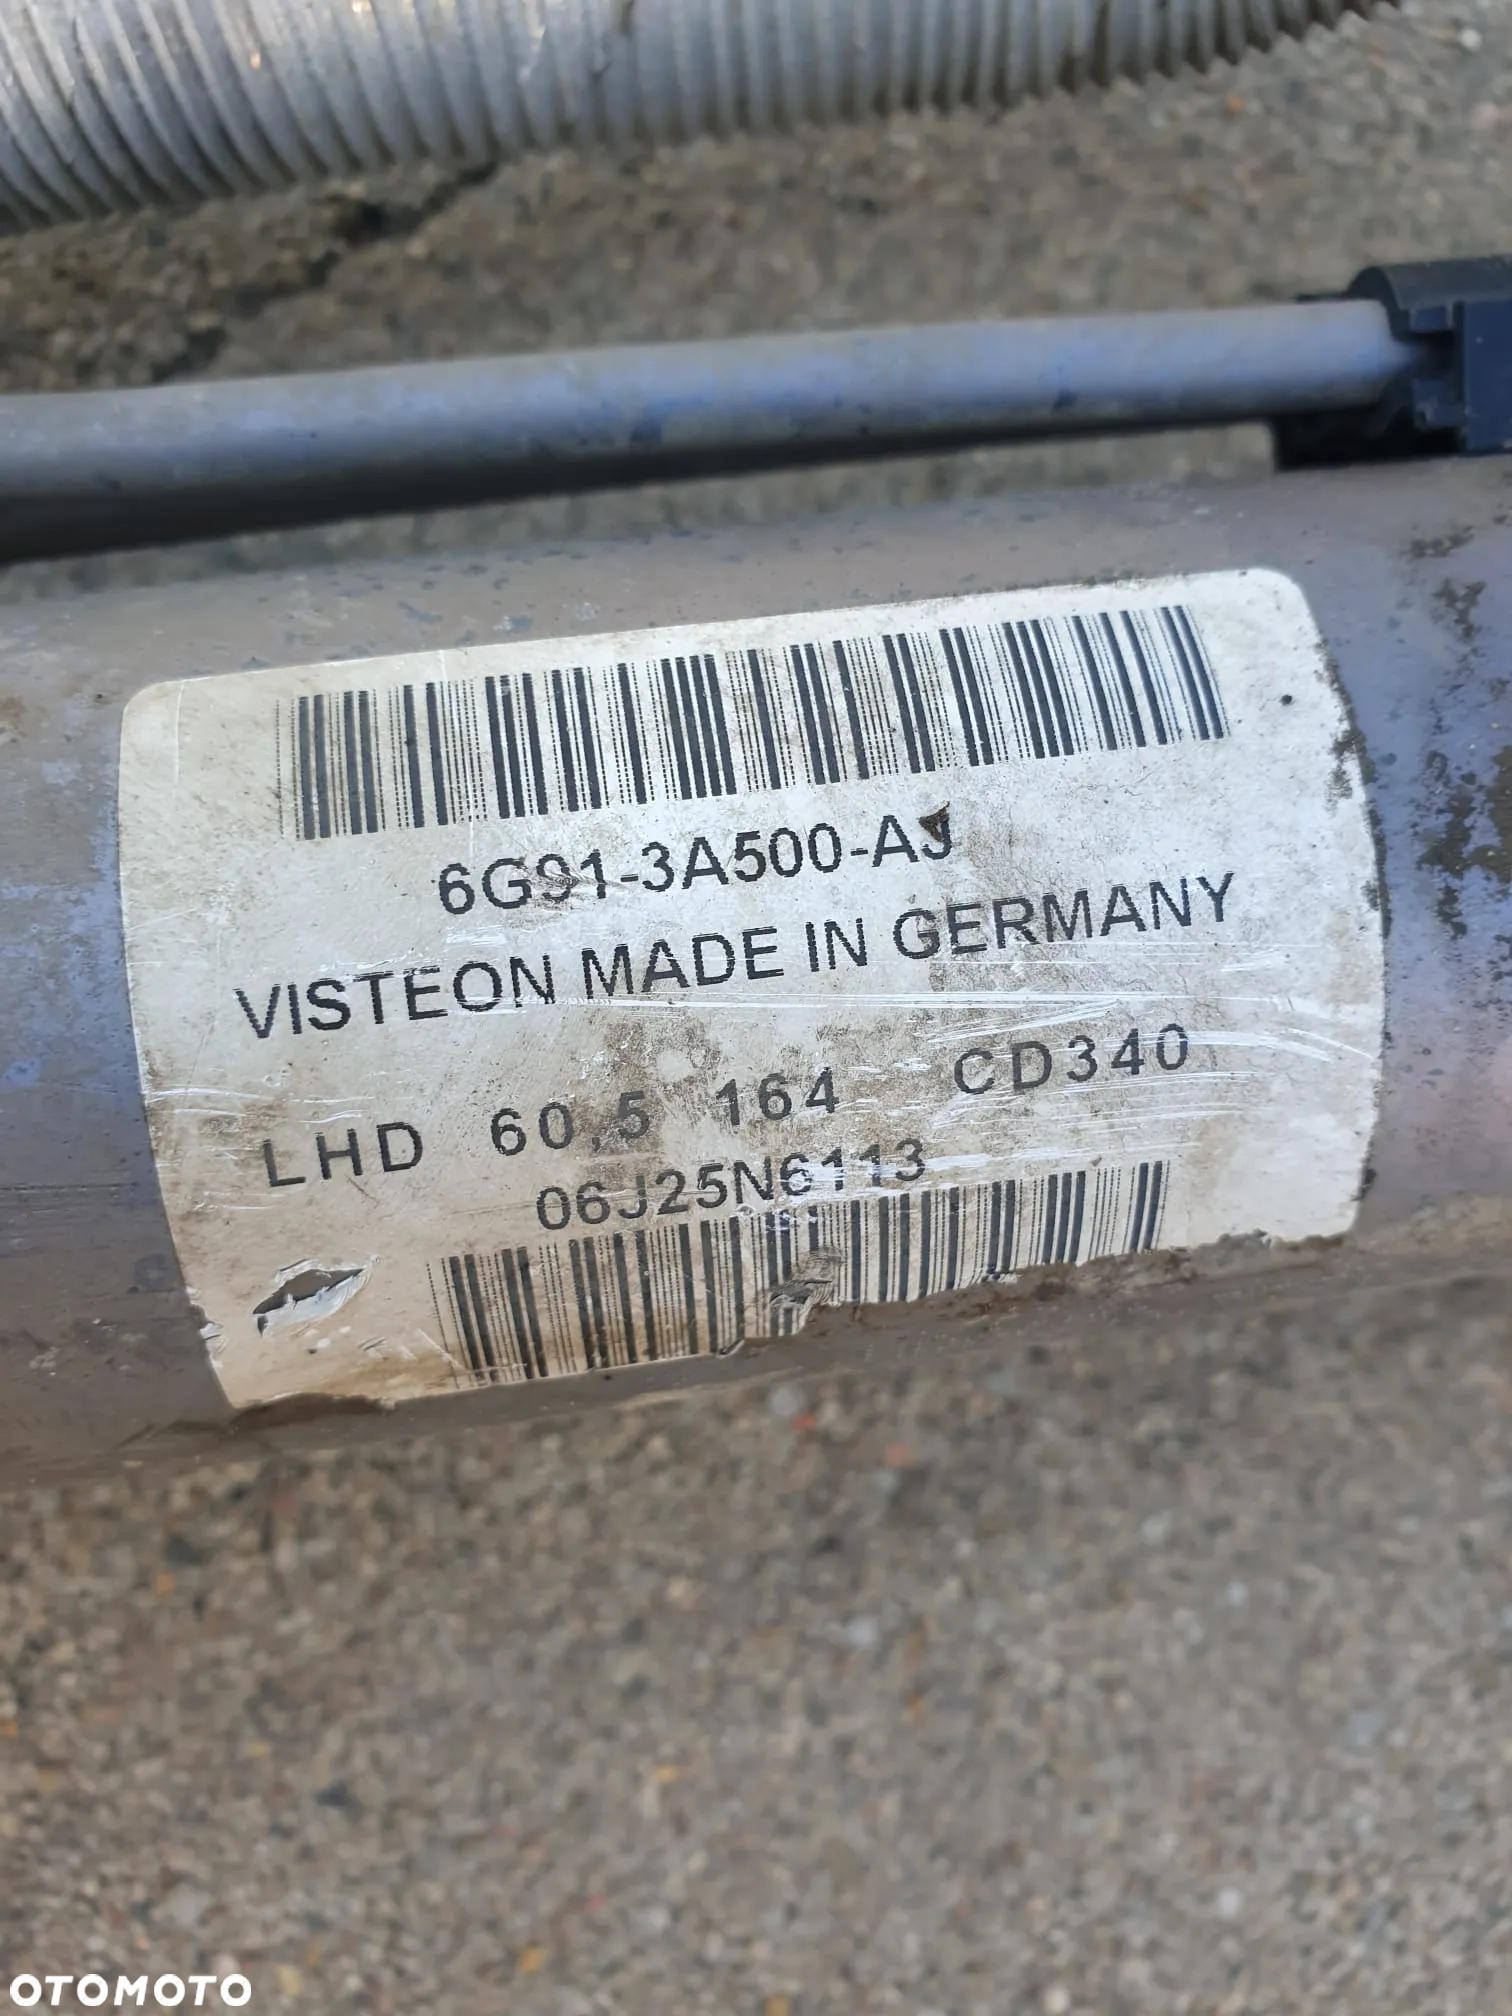 6G91-3A500-AJ
VISTEON MADE IN GERMANY
LHD 60,5 164 CD340
06J25N6113
OTOMOTO